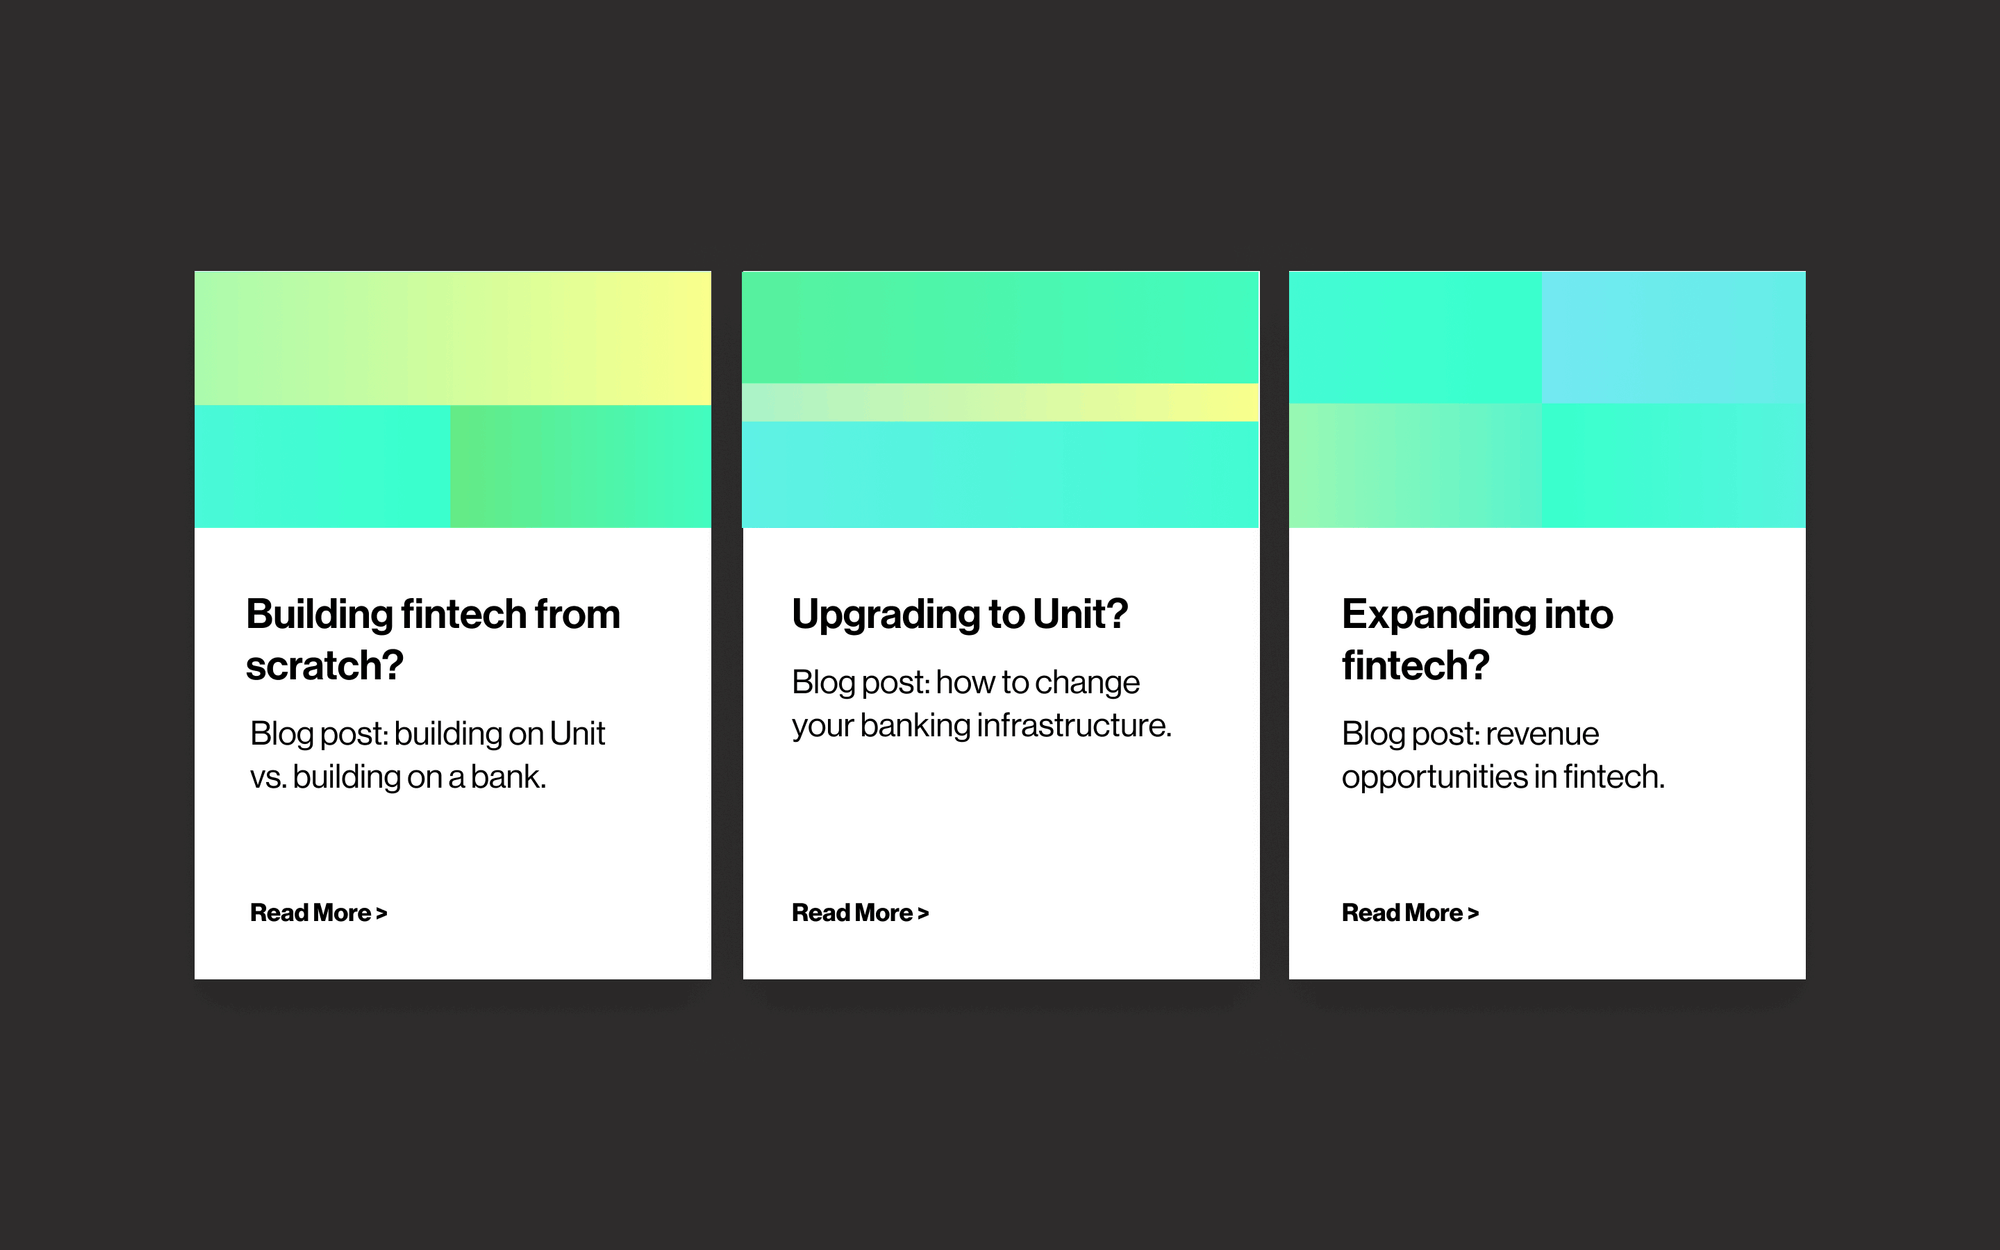 Building fintech from
scratch?
Blog post: building on Unit
vs. building on a bank.
Read More >
Upgrading to Unit?
Blog post: how to change
your banking infrastructure.
Read More >
Expanding into
fintech?
Blog post: revenue
opportunities in fintech.
Read More >